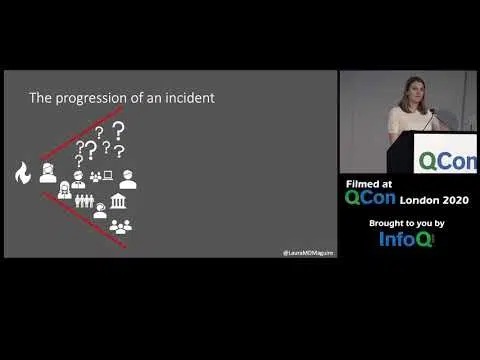 The progression of an incident
? ? ? ? ? ? ? ?
@LauraMDMaguire
QCon
Filmed at
QCon London 2020
Brought to you by
InfoQ